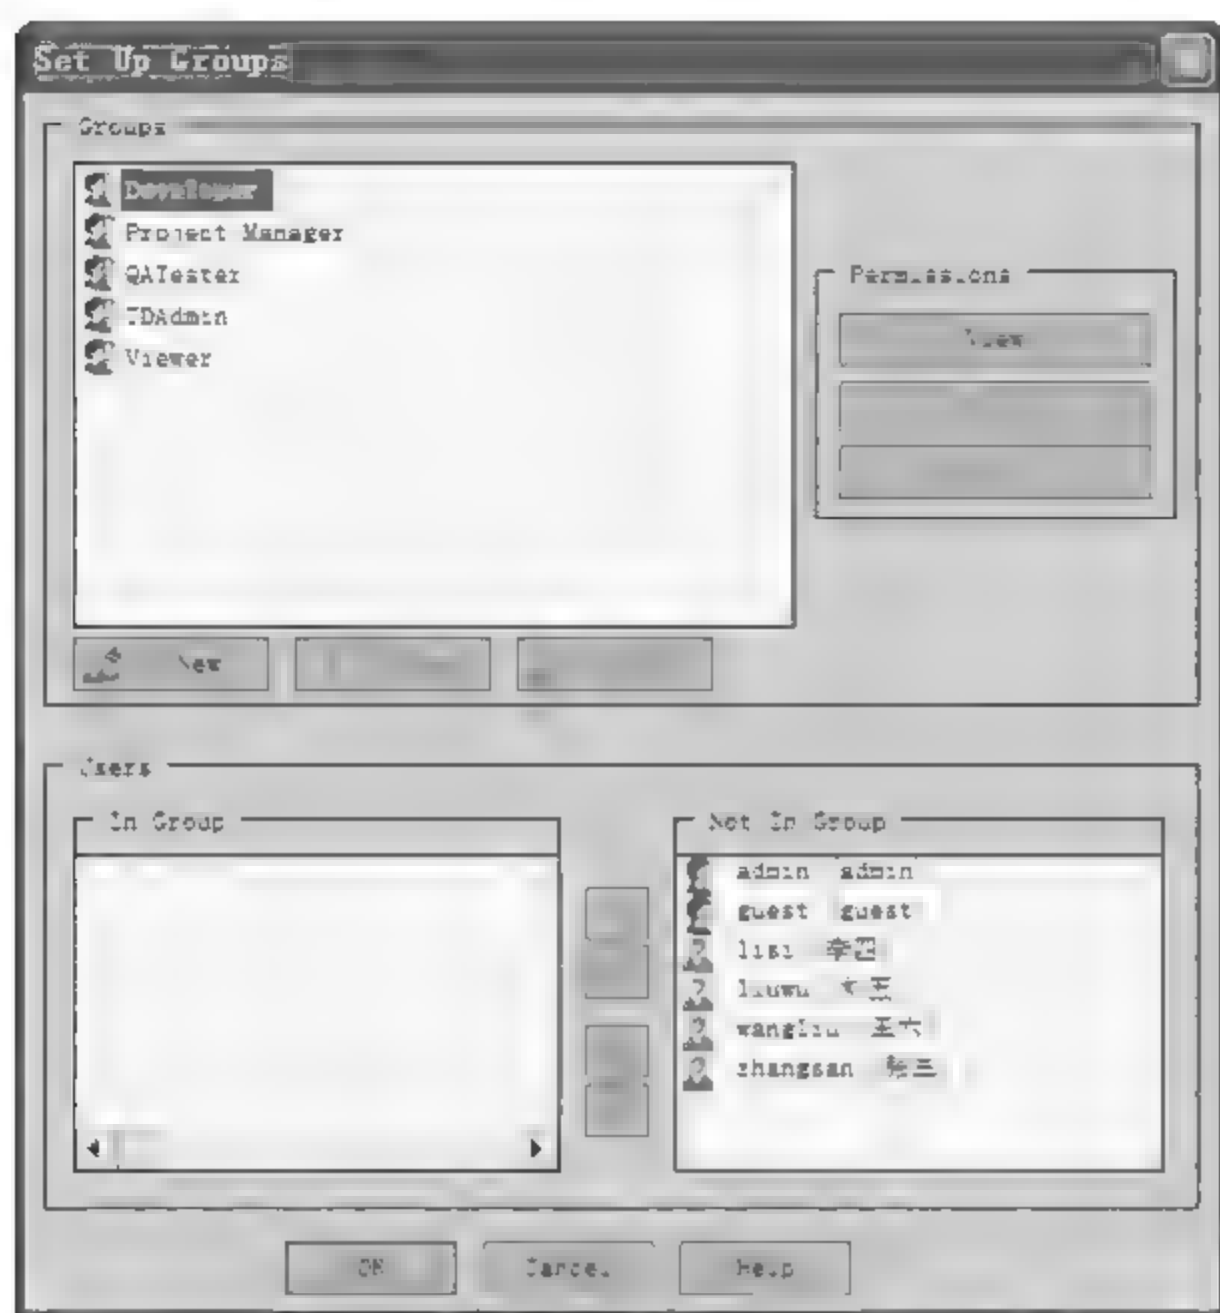 Set Up Groups
Groups
Developer
Project Manager
QATester
TDAdmin
Viewer
Permissions
View
New
Users
In Group
Not In Group
admin admin
guest guest
lisi 李四
liuwu 五
wangliu 王六
zhangsan 张三
OK
Cancel
Help